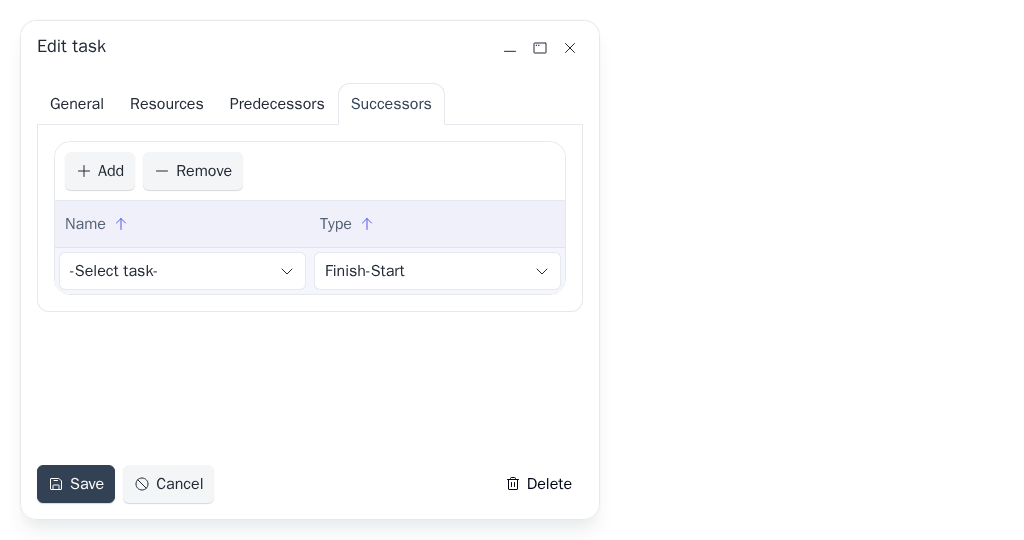 Edit task
General Resources Predecessors Successors
Add Remove
Name Type
-Select task- Finish-Start
Save Cancel Delete